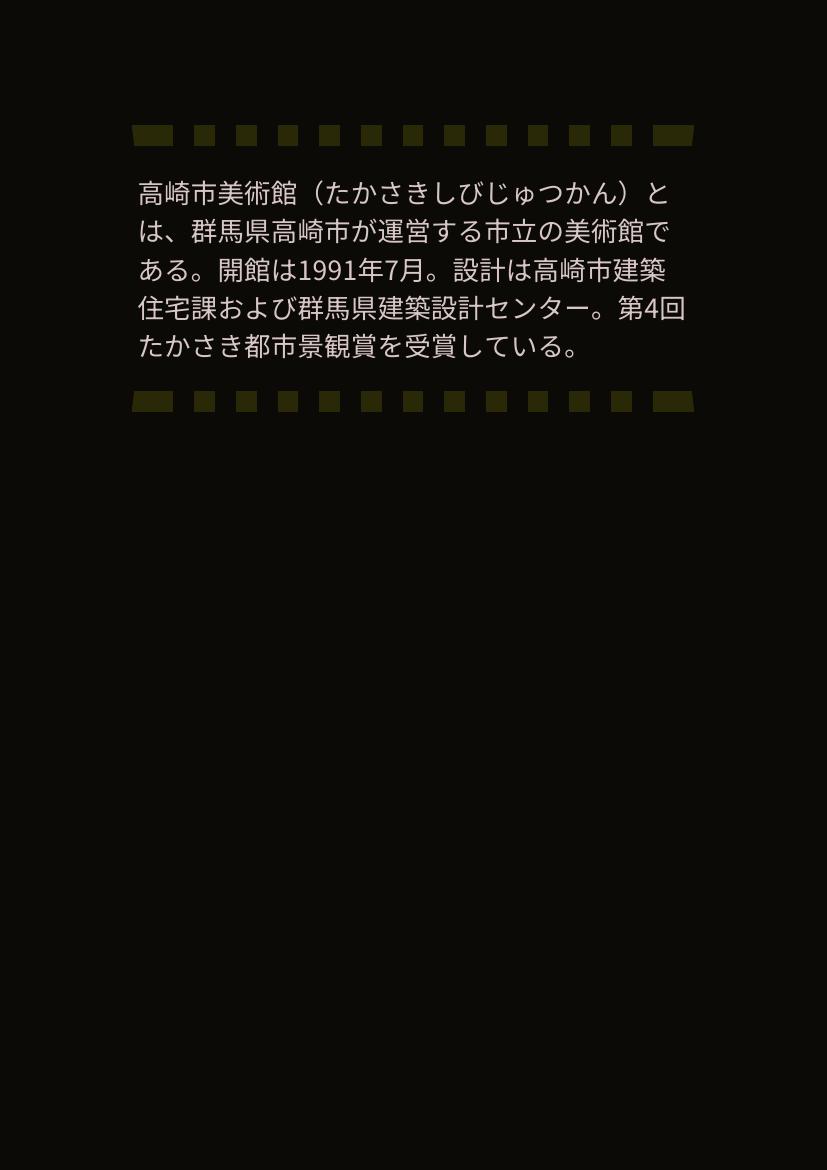 高崎市美術館（たかさきしびじゅつかん）と
は、群馬県高崎市が運営する市立の美術館で
ある。開館は1991年7月。設計は高崎市建築
住宅課および群馬県建築設計センター。第4回
たかさき都市景観賞を受賞している。